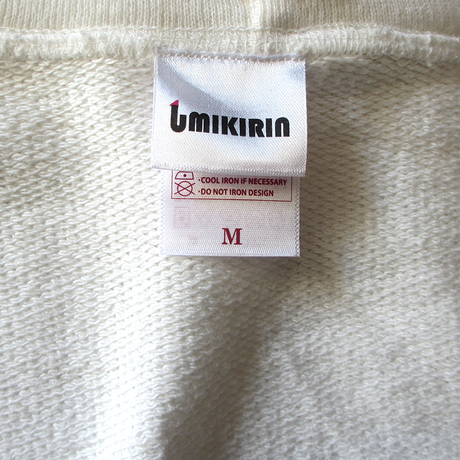 UMIKIRIN
·COOL IRON IF NECESSARY
·DO NOT IRON DESIGN
M